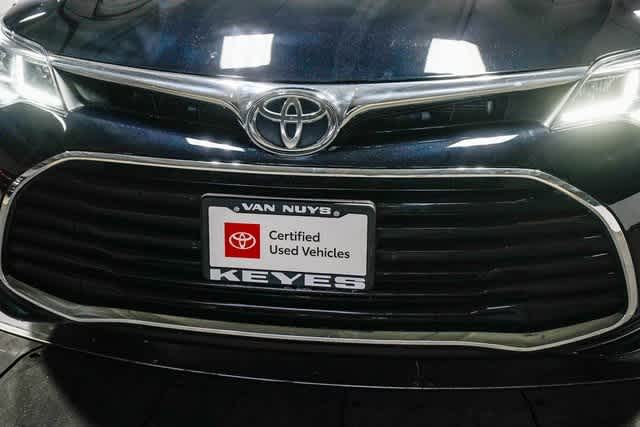 VAN NUYS
Certified
Used Vehicles
KEYES